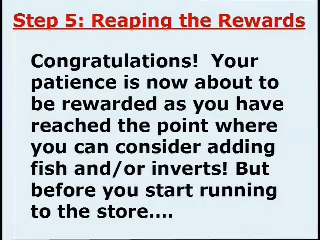 Step 5: Reaping the Rewards
Congratulations!  Your
patience is now about to
be rewarded as you have
reached the point where
you can consider adding
fish and/or inverts! But
before you start running
to the store....